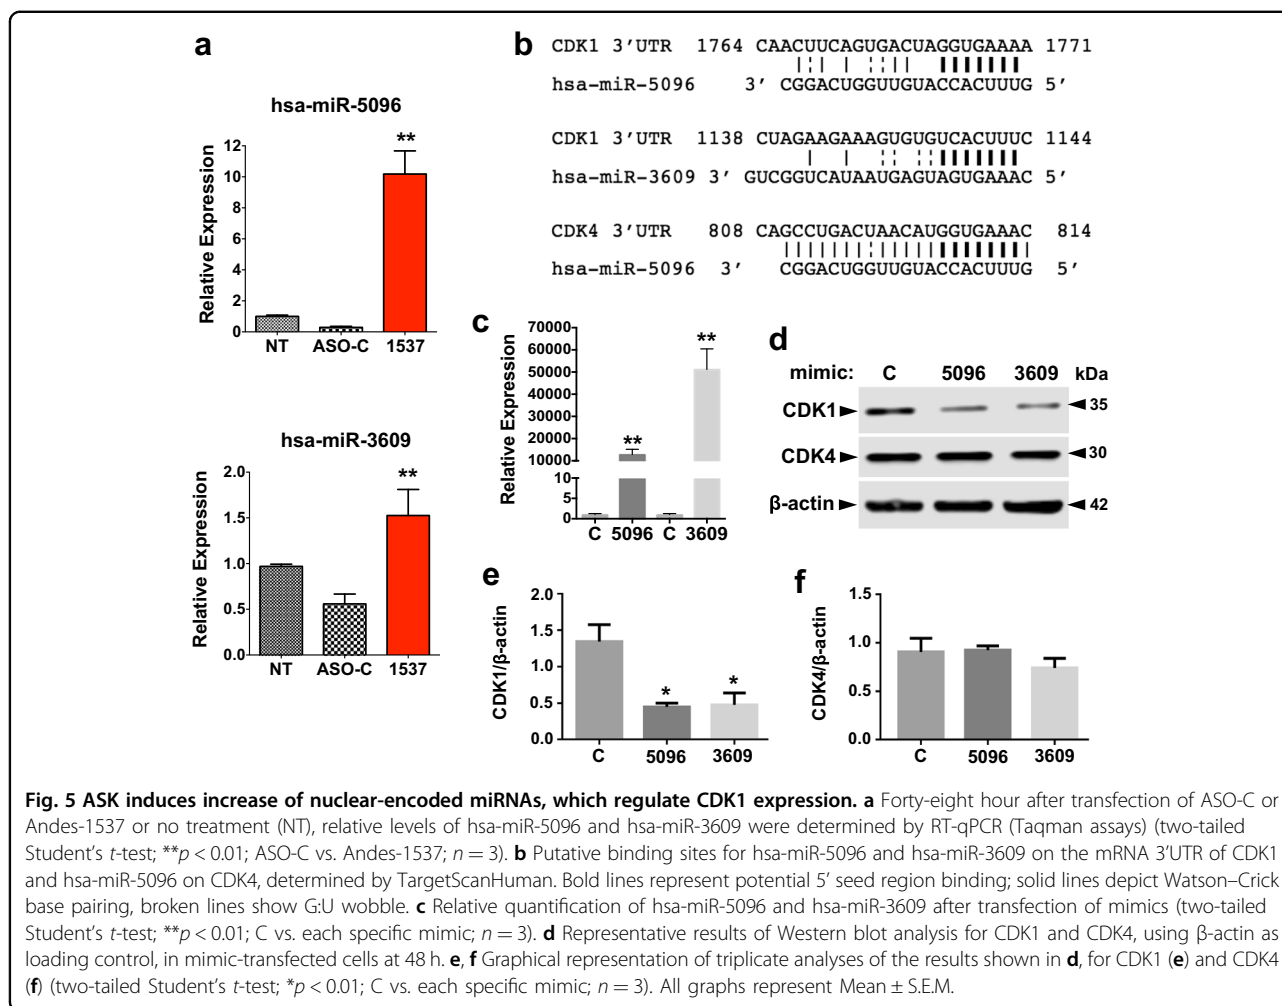 a
hsa-miR-5096
**
12
10
8
6
4
2
0
Relative Expression
NT ASO-C 1537
hsa-miR-3609
**
2.0
1.5
1.0
0.5
0.0
Relative Expression
NT ASO-C 1537
b
CDK1 3’UTR 1764 CAACUUCAGUGACUAGGUGAAAA 1771
hsa-miR-5096 3’ CGGACUGGUUGUACCACUUUG 5’
CDK1 3’UTR 1138 CUAGAAGAAAGUGUGUCACUUUC 1144
hsa-miR-3609 3’ GUCGGUCAUAAUGAGUAGUGAAAC 5’
CDK4 3’UTR 808 CAGCCUGACUAACAUGGUGAAAC 814
hsa-miR-5096 3’ CGGACUGGUUGUACCACUUUG 5’
c
70000
60000
50000
40000
30000
20000
10000
10
5
0
Relative Expression
**
**
C 5096 C 3609
d
mimic: C 5096 3609 kDa
CDK1 35
CDK4 30
β-actin 42
e
2.0
1.5
1.0
0.5
0.0
CDK1/β-actin
* *
C 5096 3609
f
1.5
1.0
0.5
0.0
CDK4/β-actin
C 5096 3609
Fig. 5 ASK induces increase of nuclear-encoded miRNAs, which regulate CDK1 expression. a Forty-eight hour after transfection of ASO-C or
Andes-1537 or no treatment (NT), relative levels of hsa-miR-5096 and hsa-miR-3609 were determined by RT-qPCR (Taqman assays) (two-tailed
Student’s t-test; **p < 0.01; ASO-C vs. Andes-1537; n = 3). b Putative binding sites for hsa-miR-5096 and hsa-miR-3609 on the mRNA 3’UTR of CDK1
and hsa-miR-5096 on CDK4, determined by TargetScanHuman. Bold lines represent potential 5′ seed region binding; solid lines depict Watson–Crick
base pairing, broken lines show G:U wobble. c Relative quantification of hsa-miR-5096 and hsa-miR-3609 after transfection of mimics (two-tailed
Student’s t-test; **p < 0.01; C vs. each specific mimic; n = 3). d Representative results of Western blot analysis for CDK1 and CDK4, using β-actin as
loading control, in mimic-transfected cells at 48 h. e, f Graphical representation of triplicate analyses of the results shown in d, for CDK1 (e) and CDK4
(f) (two-tailed Student’s t-test; *p < 0.01; C vs. each specific mimic; n = 3). All graphs represent Mean ± S.E.M.